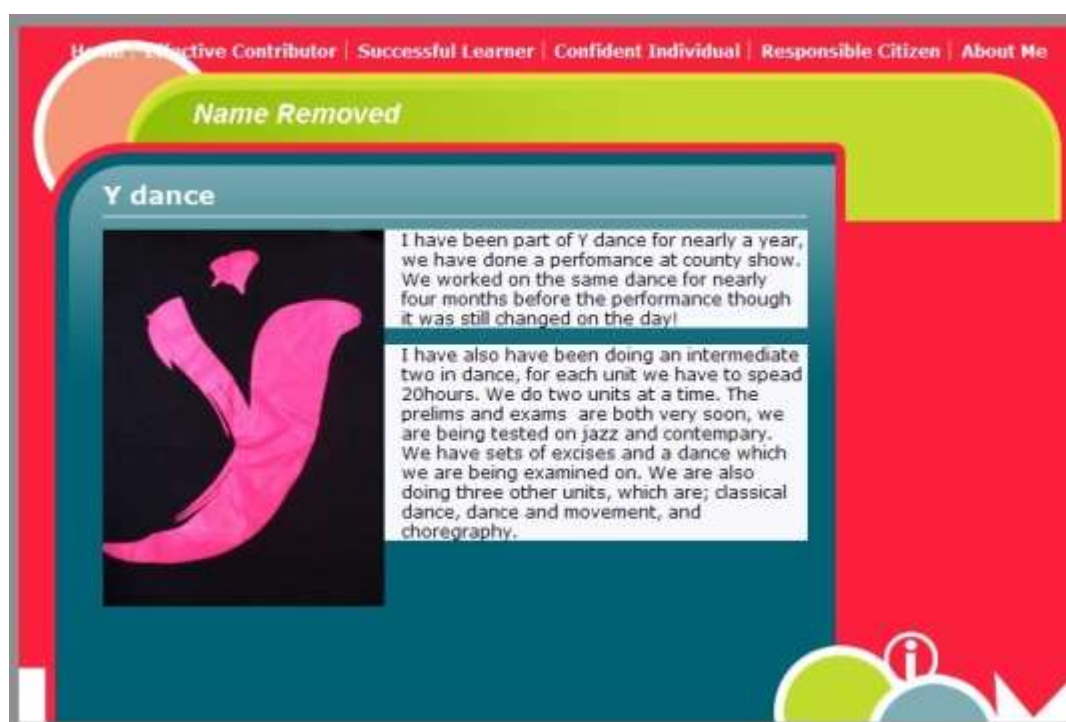 Home | Effective Contributor | Successful Learner | Confident Individual | Responsible Citizen | About Me
Name Removed
Y dance
I have been part of Y dance for nearly a year,
we have done a perfomance at county show.
We worked on the same dance for nearly
four months before the performance though
it was still changed on the day!
I have also have been doing an intermediate
two in dance, for each unit we have to spead
20hours. We do two units at a time. The
prelims and exams are both very soon, we
are being tested on jazz and contempary.
We have sets of excises and a dance which
we are being examined on. We are also
doing three other units, which are; classical
dance, dance and movement, and
choregraphy.
y
i